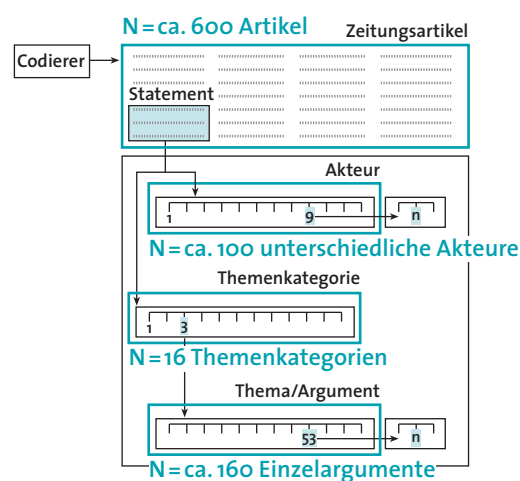 N = ca. 600 Artikel
Zeitungsartikel
Codierer
Statement
Akteur
1
9
n
N = ca. 100 unterschiedliche Akteure
Themenkategorie
1
3
N = 16 Themenkategorien
Thema/Argument
53
n
N = ca. 160 Einzelargumente